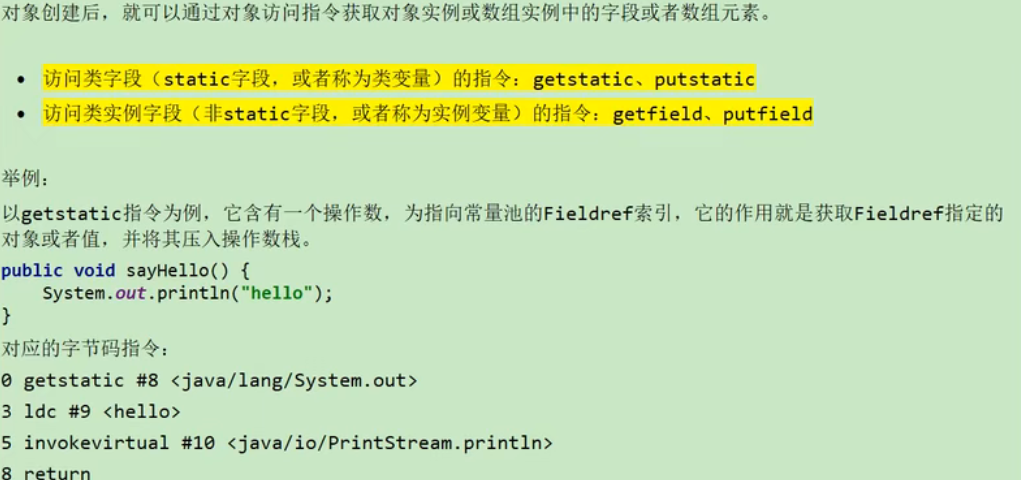 对象创建后，就可以通过对象访问指令获取对象实例或数组实例中的字段或者数组元素。
• 访问类字段（static字段，或者称为类变量）的指令：getstatic、putstatic
• 访问类实例字段（非static字段，或者称为实例变量）的指令：getfield、putfield
举例：
以getstatic指令为例，它含有一个操作数，为指向常量池的Fieldref索引，它的作用就是获取Fieldref指定的
对象或者值，并将其压入操作数栈。
public void sayHello() {
    System.out.println("hello");
}
对应的字节码指令：
0 getstatic #8 <java/lang/System.out>
3 ldc #9 <hello>
5 invokevirtual #10 <java/io/PrintStream.println>
8 return